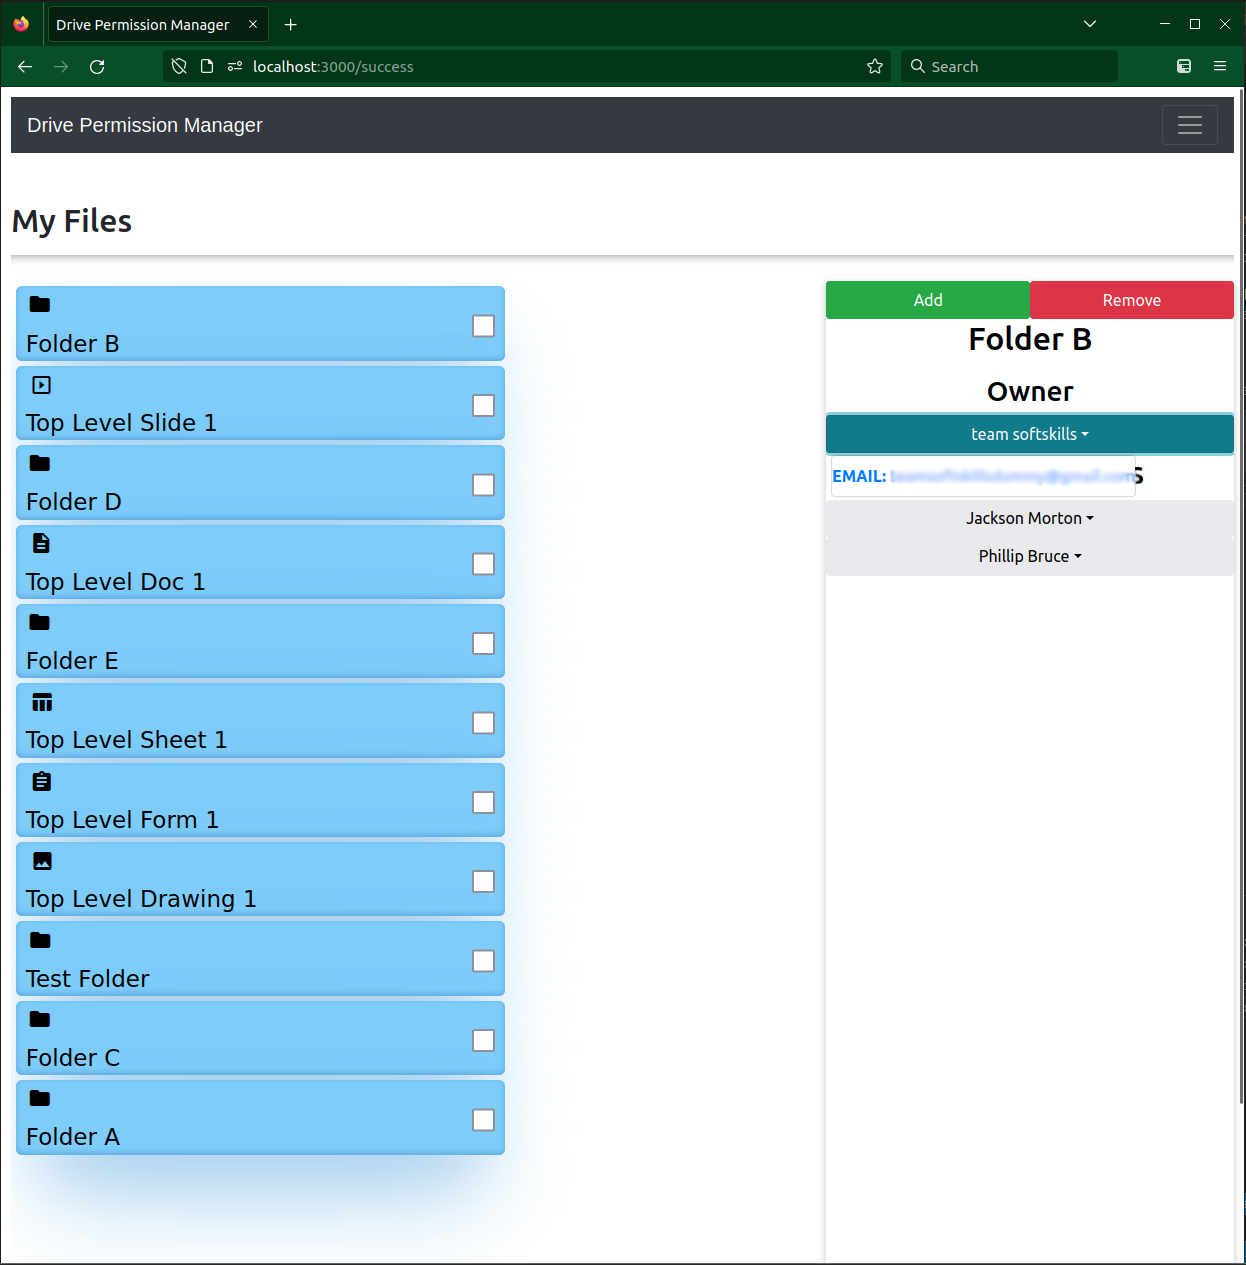 Drive Permission Manager
localhost:3000/success
Search
Drive Permission Manager
My Files
Folder B
Top Level Slide 1
Folder D
Top Level Doc 1
Folder E
Top Level Sheet 1
Top Level Form 1
Top Level Drawing 1
Test Folder
Folder C
Folder A
Add Remove
Folder B
Owner
team softskills
EMAIL:
Jackson Morton
Phillip Bruce